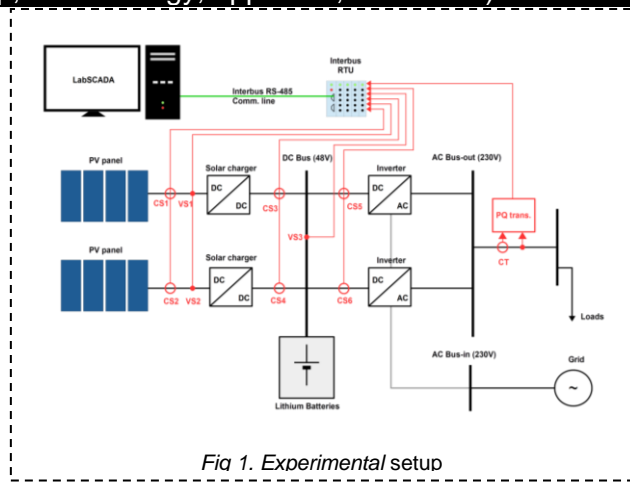 LabSCADA
Interbus
RTU
Interbus RS-485
Comm. line
PV panel
Solar charger
DC Bus (48V)
Inverter
AC Bus-out (230V)
DC
DC
DC
AC
PQ trans.
CS1
VS1
CS3
CS5
VS3
CT
PV panel
Solar charger
Inverter
DC
DC
DC
AC
CS2
VS2
CS4
CS6
Loads
AC Bus-in (230V)
Grid
~
Lithium Batteries
Fig 1. Experimental setup